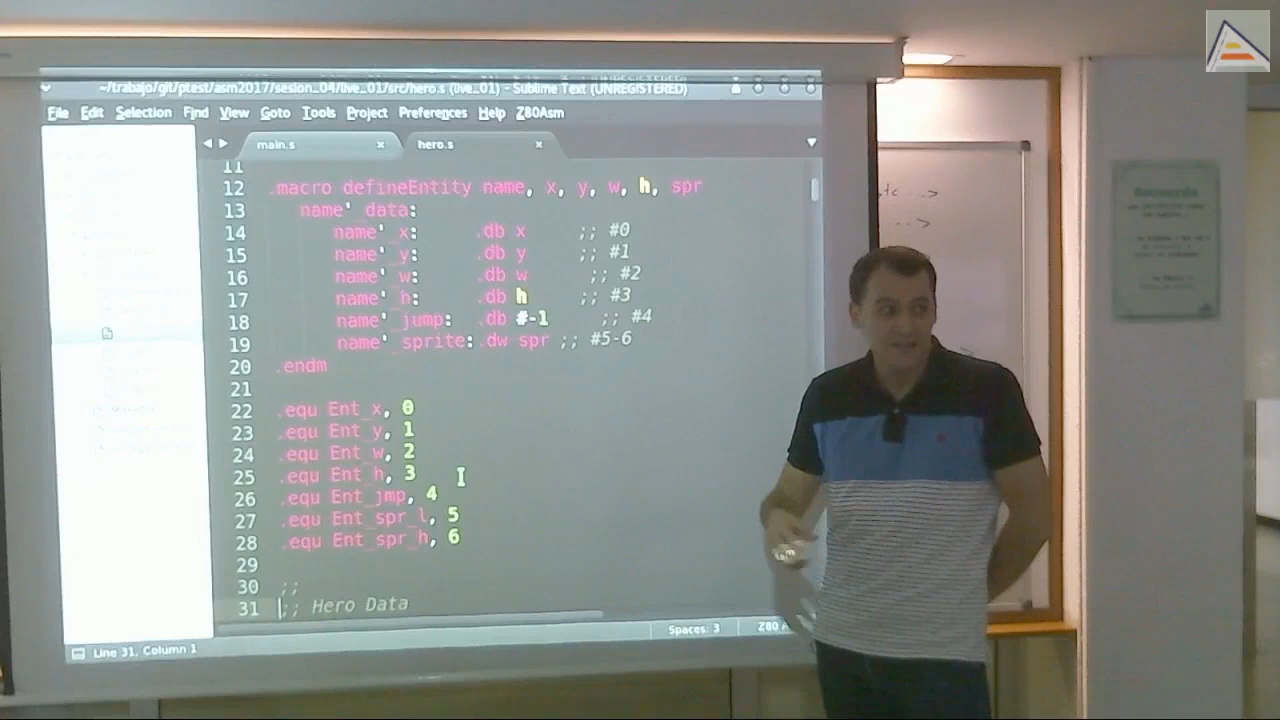 ~/trabajo/git/ptest/asm2017/sesion_04/live_01/src/hero.s (live_01) - Sublime Text (UNREGISTERED)
File Edit Selection Find View Goto Tools Project Preferences Help Z80Asm
main.s × hero.s ×
11
12 .macro defineEntity name, x, y, w, h, spr
13 name'_data:
14 name'_x: .db x ;; #0
15 name'_y: .db y ;; #1
16 name'_w: .db w ;; #2
17 name'_h: .db h ;; #3
18 name'_jump: .db #-1 ;; #4
19 name'_sprite: .dw spr ;; #5-6
20 .endm
21
22 .equ Ent_x, 0
23 .equ Ent_y, 1
24 .equ Ent_w, 2
25 .equ Ent_h, 3
26 .equ Ent_jmp, 4
27 .equ Ent_spr_l, 5
28 .equ Ent_spr_h, 6
29
30 ;;
31 ;; Hero Data
Line 31, Column 1 Spaces: 3 Z80
Recuerda